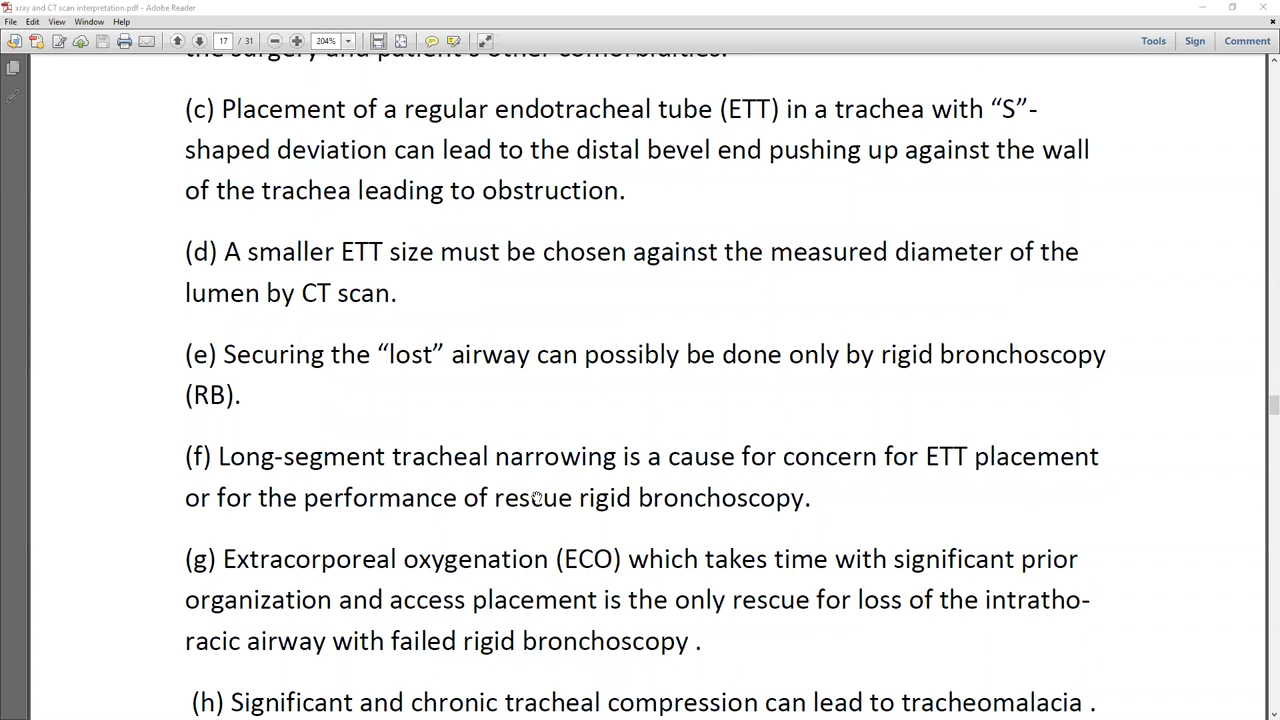 xray and CT scan interpretation.pdf - Adobe Reader
File Edit View Window Help
17 / 31 204% Tools Sign Comment
the surgery and patient's other comorbidities.
(c) Placement of a regular endotracheal tube (ETT) in a trachea with “S”-
shaped deviation can lead to the distal bevel end pushing up against the wall
of the trachea leading to obstruction.
(d) A smaller ETT size must be chosen against the measured diameter of the
lumen by CT scan.
(e) Securing the “lost” airway can possibly be done only by rigid bronchoscopy
(RB).
(f) Long-segment tracheal narrowing is a cause for concern for ETT placement
or for the performance of rescue rigid bronchoscopy.
(g) Extracorporeal oxygenation (ECO) which takes time with significant prior
organization and access placement is the only rescue for loss of the intratho-
racic airway with failed rigid bronchoscopy .
(h) Significant and chronic tracheal compression can lead to tracheomalacia .